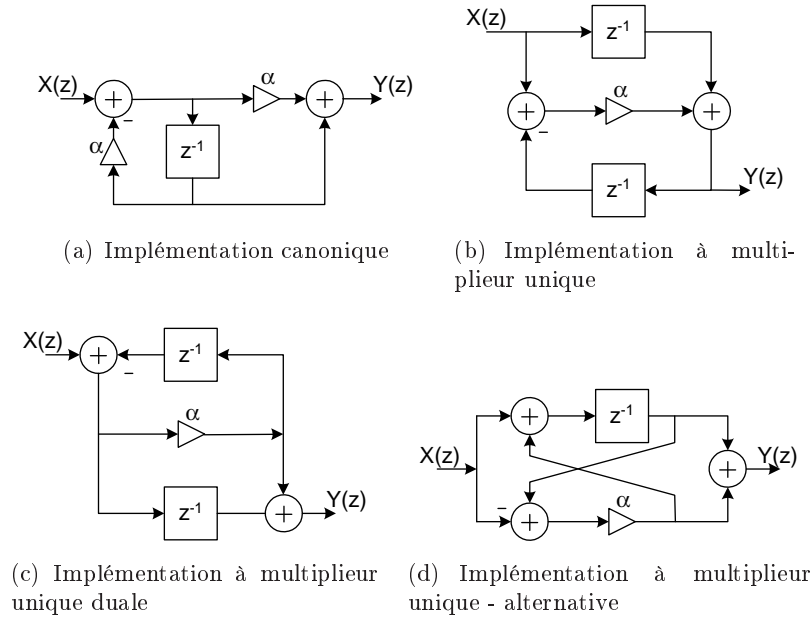 X(z)
α
Y(z)
+
+
−
α
z⁻¹
(a) Implémentation canonique
X(z)
z⁻¹
α
+
+
−
z⁻¹
Y(z)
(b) Implémentation à multi-
plieur unique
X(z)
+
−
z⁻¹
α
z⁻¹
+
Y(z)
(c) Implémentation à multiplieur
unique duale
+
z⁻¹
X(z)
+
Y(z)
−
+
α
(d) Implémentation à multiplieur
unique - alternative